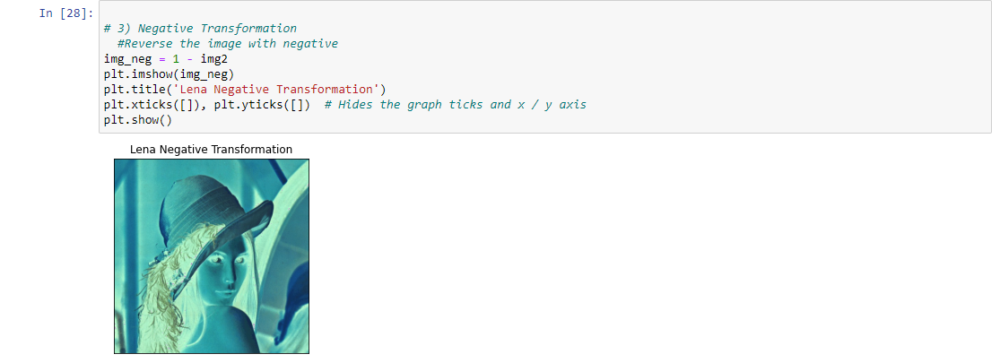 In [28]:
# 3) Negative Transformation
#Reverse the image with negative
img_neg = 1 - img2
plt.imshow(img_neg)
plt.title('Lena Negative Transformation')
plt.xticks([]), plt.yticks([])  # Hides the graph ticks and x / y axis
plt.show()
Lena Negative Transformation